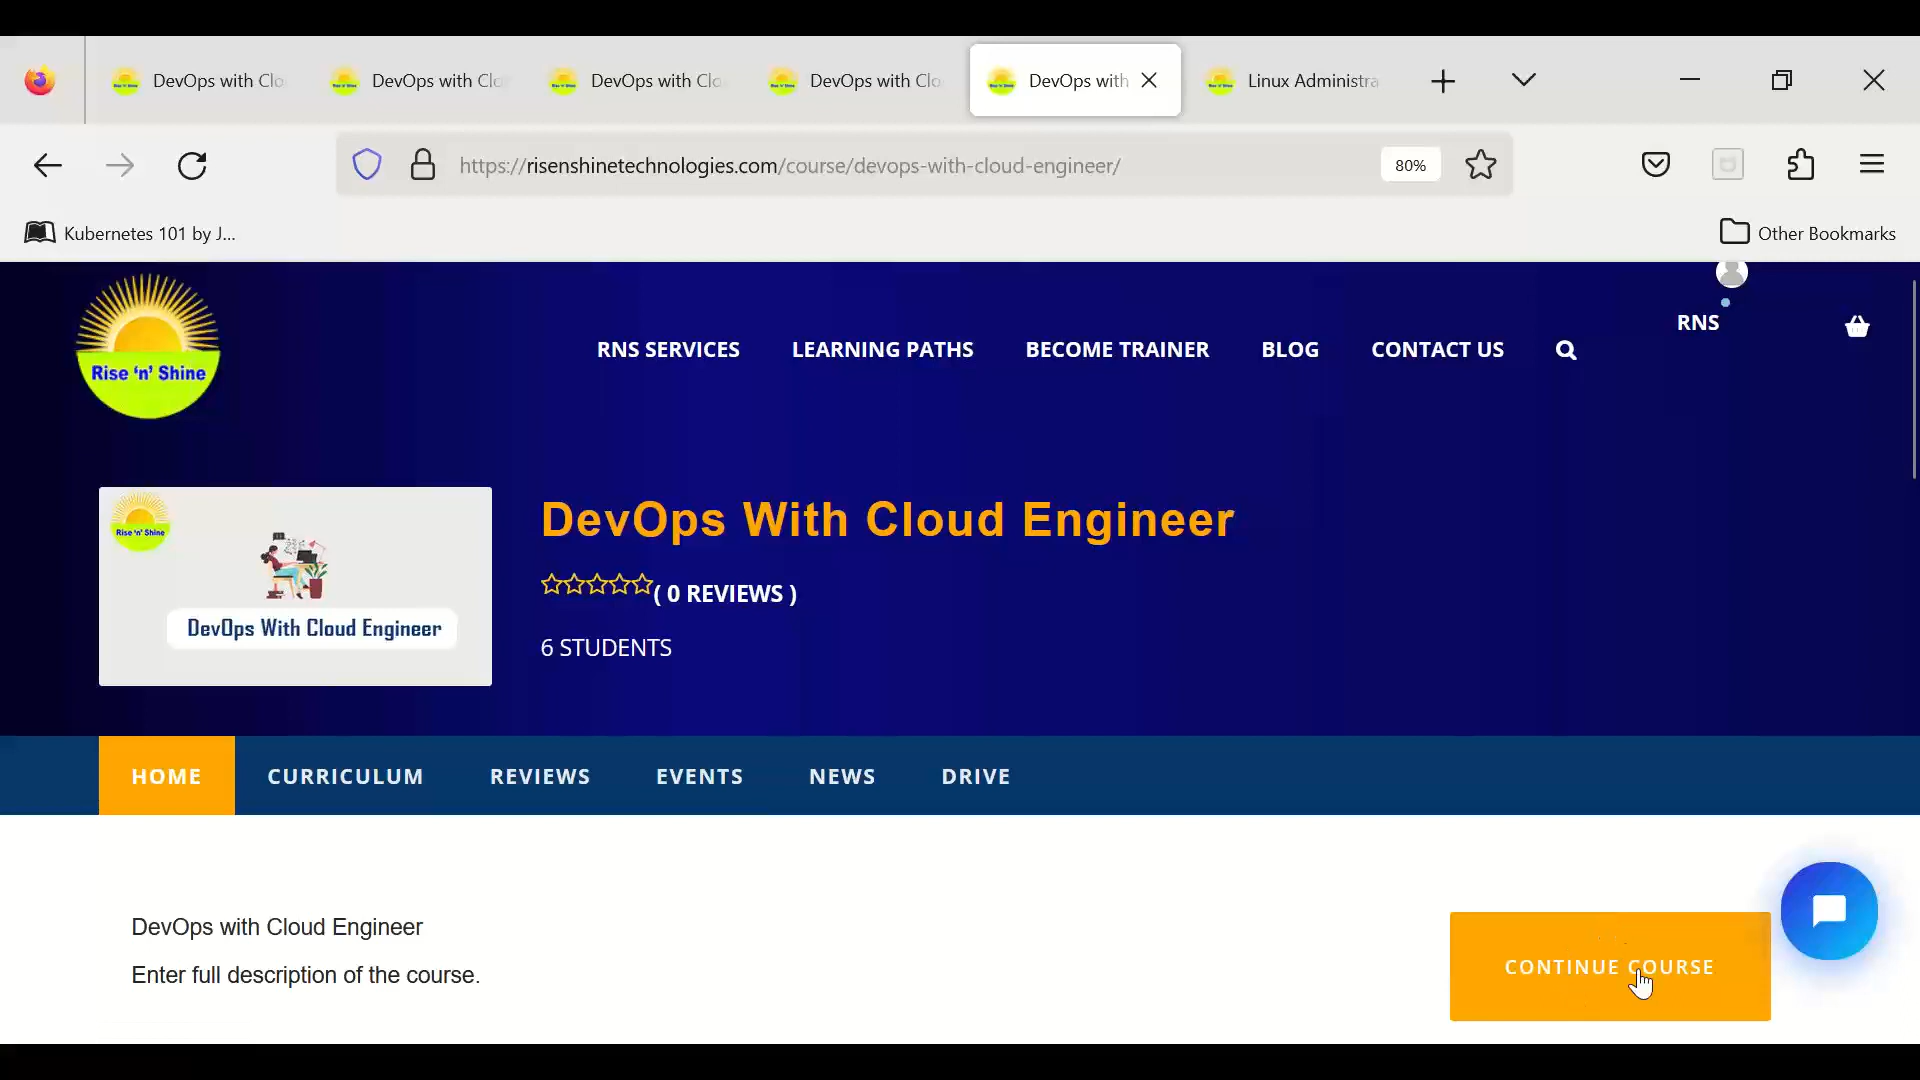 DevOps with Clo
DevOps with Clo
DevOps with Clo
DevOps with Clo
DevOps with
Linux Administra
https://risenshinetechnologies.com/course/devops-with-cloud-engineer/
80%
Kubernetes 101 by J...
Other Bookmarks
Rise 'n' Shine
RNS SERVICES
LEARNING PATHS
BECOME TRAINER
BLOG
CONTACT US
RNS
Rise 'n' Shine
DevOps With Cloud Engineer
DevOps With Cloud Engineer
( 0 REVIEWS )
6 STUDENTS
HOME
CURRICULUM
REVIEWS
EVENTS
NEWS
DRIVE
DevOps with Cloud Engineer
Enter full description of the course.
CONTINUE COURSE